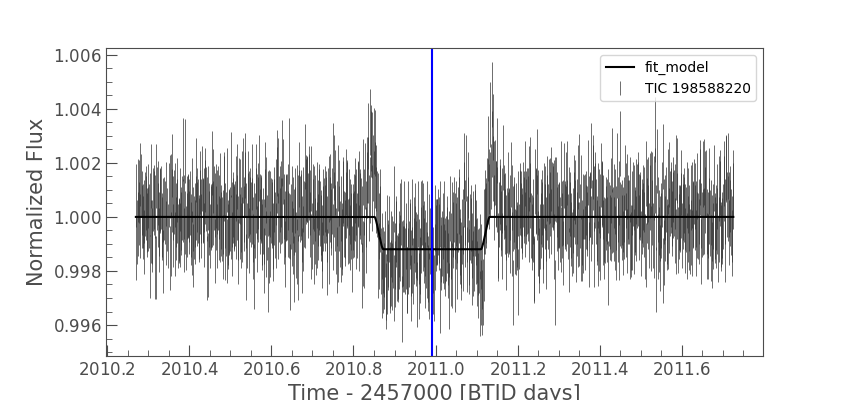 1.006
1.004
1.002
1.000
0.998
0.996
Normalized Flux
fit_model
TIC 198588220
2010.2 2010.4 2010.6 2010.8 2011.0 2011.2 2011.4 2011.6
Time - 2457000 [BTJD days]